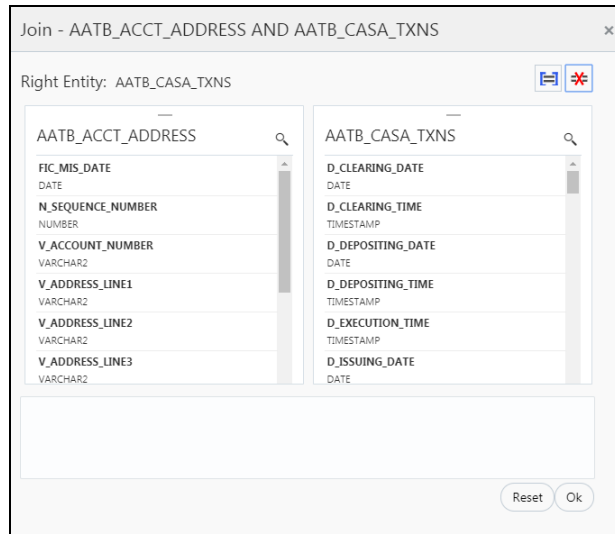 Join - AATB_ACCT_ADDRESS AND AATB_CASA_TXNS
Right Entity: AATB_CASA_TXNS
AATB_ACCT_ADDRESS
FIC_MIS_DATE
DATE
N_SEQUENCE_NUMBER
NUMBER
V_ACCOUNT_NUMBER
VARCHAR2
V_ADDRESS_LINE1
VARCHAR2
V_ADDRESS_LINE2
VARCHAR2
V_ADDRESS_LINE3
VARCHAR2
AATB_CASA_TXNS
D_CLEARING_DATE
DATE
D_CLEARING_TIME
TIMESTAMP
D_DEPOSITING_DATE
DATE
D_DEPOSITING_TIME
TIMESTAMP
D_EXECUTION_TIME
TIMESTAMP
D_ISSUING_DATE
DATE
Reset
Ok